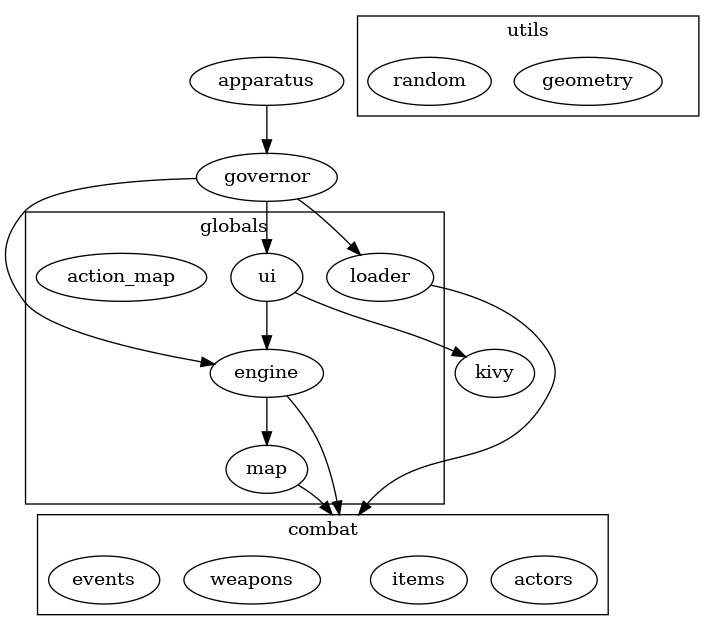 utils
apparatus
random
geometry
governor
globals
action_map
ui
loader
engine
kivy
map
combat
events
weapons
items
actors